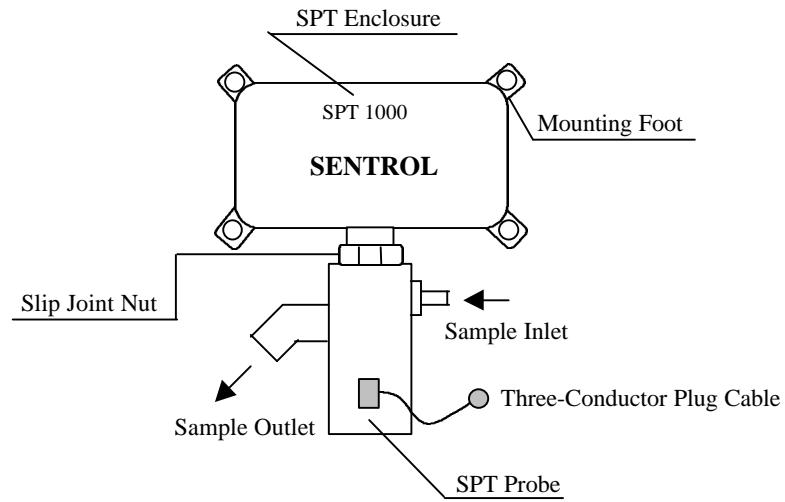 SPT Enclosure
SPT 1000
Mounting Foot
SENTROL
Slip Joint Nut
Sample Inlet
Three-Conductor Plug Cable
Sample Outlet
SPT Probe